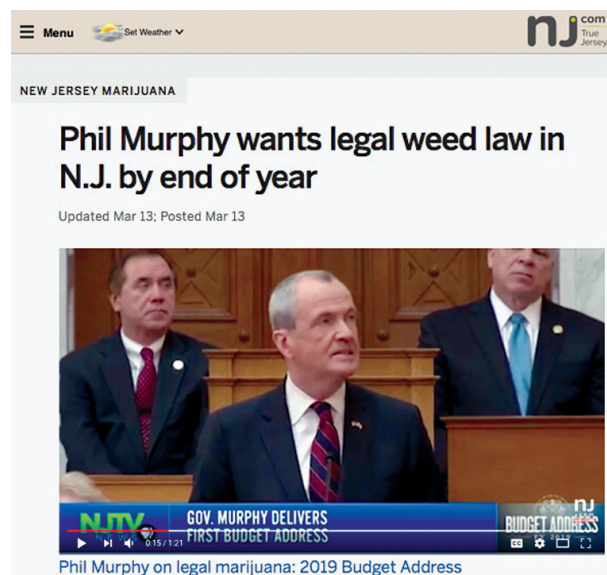 Menu
Set Weather
nj
com
True
Jersey
NEW JERSEY MARIJUANA
Phil Murphy wants legal weed law in
N.J. by end of year
Updated Mar 13; Posted Mar 13
NJTV
NEWS
GOV. MURPHY DELIVERS
FIRST BUDGET ADDRESS
nj
BUDGET ADDRESS
0:15 / 1:21
CC
Phil Murphy on legal marijuana: 2019 Budget Address